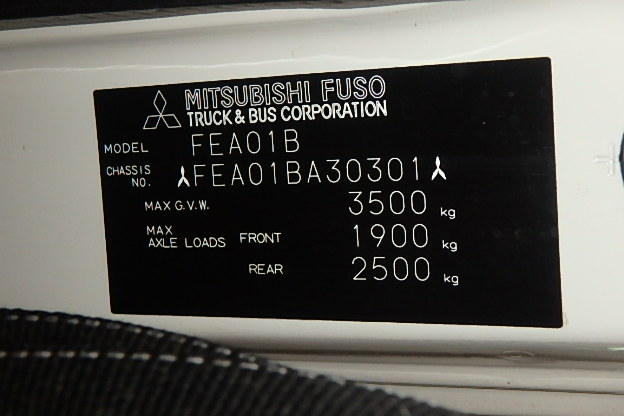 MITSUBISHI FUSO
TRUCK & BUS CORPORATION
MODEL FEA01B
CHASSIS NO. FEA01BA30301
MAX G.V.W. 3500 kg
MAX AXLE LOADS FRONT 1900 kg
REAR 2500 kg